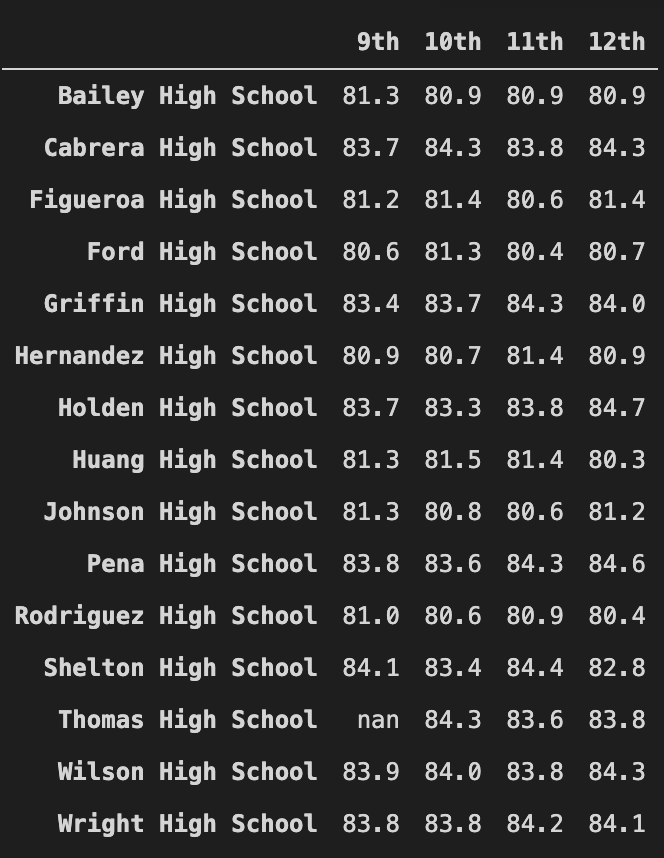 9th 10th 11th 12th
Bailey High School 81.3 80.9 80.9 80.9
Cabrera High School 83.7 84.3 83.8 84.3
Figueroa High School 81.2 81.4 80.6 81.4
Ford High School 80.6 81.3 80.4 80.7
Griffin High School 83.4 83.7 84.3 84.0
Hernandez High School 80.9 80.7 81.4 80.9
Holden High School 83.7 83.3 83.8 84.7
Huang High School 81.3 81.5 81.4 80.3
Johnson High School 81.3 80.8 80.6 81.2
Pena High School 83.8 83.6 84.3 84.6
Rodriguez High School 81.0 80.6 80.9 80.4
Shelton High School 84.1 83.4 84.4 82.8
Thomas High School nan 84.3 83.6 83.8
Wilson High School 83.9 84.0 83.8 84.3
Wright High School 83.8 83.8 84.2 84.1